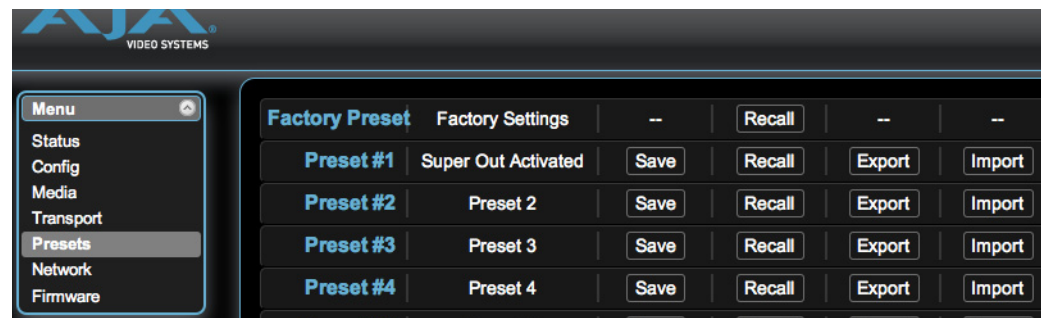 AJA®
VIDEO SYSTEMS
Menu
Status
Config
Media
Transport
Presets
Network
Firmware
Factory Preset Factory Settings -- Recall -- --
Preset #1 Super Out Activated Save Recall Export Import
Preset #2 Preset 2 Save Recall Export Import
Preset #3 Preset 3 Save Recall Export Import
Preset #4 Preset 4 Save Recall Export Import